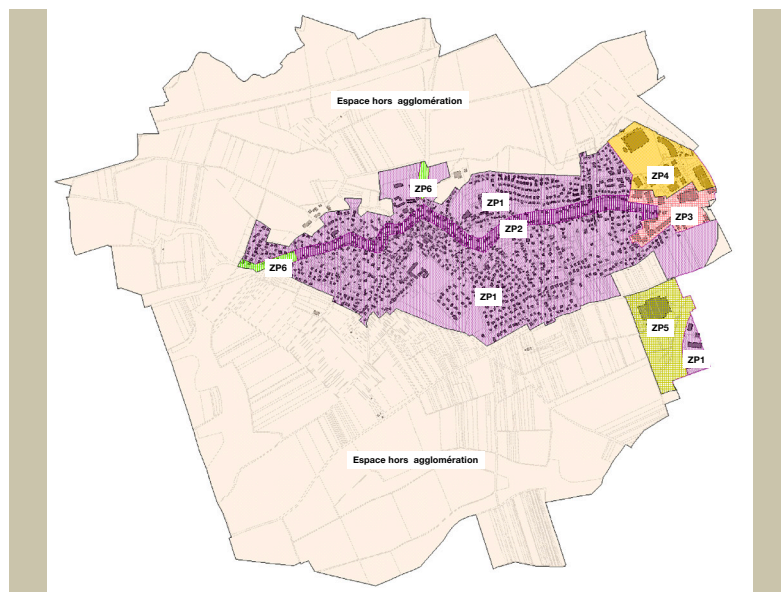 Espace hors  agglomération
ZP4
ZP6
ZP1
ZP3
ZP2
ZP6
ZP1
ZP5
ZP1
Espace hors  agglomération